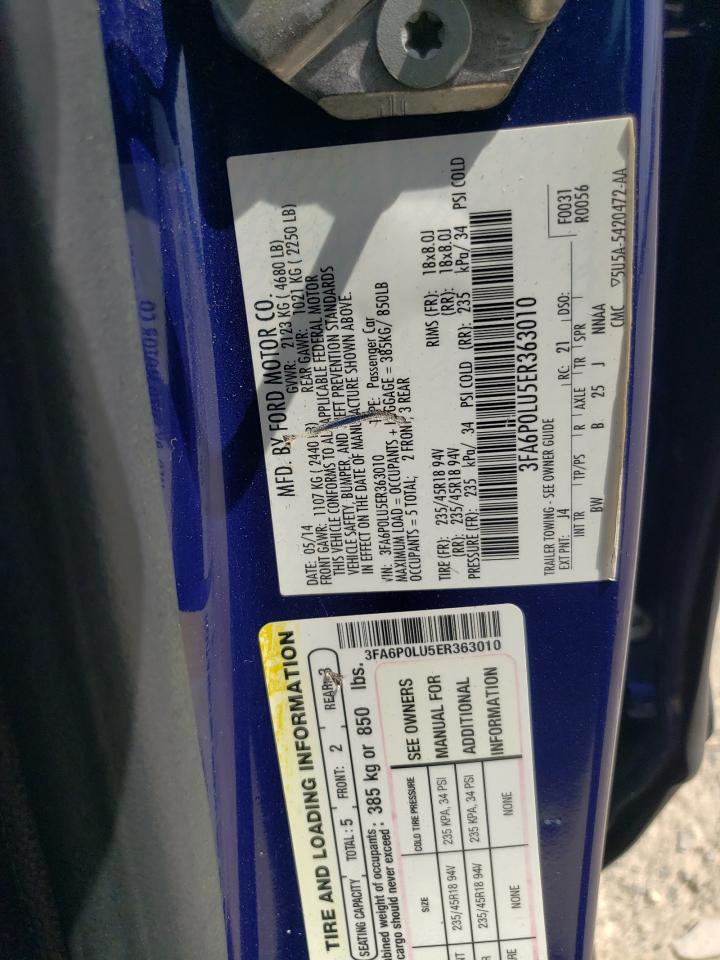 MFD. BY FORD MOTOR CO.
DATE: 05/14 GVWR: 2123 KG ( 4680 LB)
FRONT GAWR: 1107 KG ( 2440 LB) REAR GAWR: 1021 KG ( 2250 LB)
THIS VEHICLE CONFORMS TO ALL APPLICABLE FEDERAL MOTOR
VEHICLE SAFETY, BUMPER, AND THEFT PREVENTION STANDARDS
IN EFFECT ON THE DATE OF MANUFACTURE SHOWN ABOVE.
VIN: 3FA6P0LU5ER363010 TYPE: Passenger Car
MAXIMUM LOAD = OCCUPANTS + LUGGAGE = 385KG/ 850LB
OCCUPANTS = 5 TOTAL; 2 FRONT, 3 REAR
TIRE (FR): 235/45R18 94V RIMS (FR): 18x8.0J
(RR): 235/45R18 94V (RR): 18x8.0J
PRESSURE (FR): 235 kPa/ 34 PSI COLD (RR): 235 kPa/ 34 PSI COLD
3FA6P0LU5ER363010
TRAILER TOWING - SEE OWNER GUIDE F0031
EXT PNT: J4 RC: 21 DSO: R0056
INT TR TP/PS R AXLE TR SPR
BW B 25 J NNAA
CMC ▽5U5A-5420472-AA
TIRE AND LOADING INFORMATION
SEATING CAPACITY TOTAL: 5 FRONT: 2 REAR: 3
bined weight of occupants
cargo should never exceed : 385 kg or 850 lbs.
3FA6P0LU5ER363010
SIZE COLD TIRE PRESSURE SEE OWNERS
235/45R18 94V 235 KPA, 34 PSI MANUAL FOR
235/45R18 94V 235 KPA, 34 PSI ADDITIONAL
NONE NONE INFORMATION